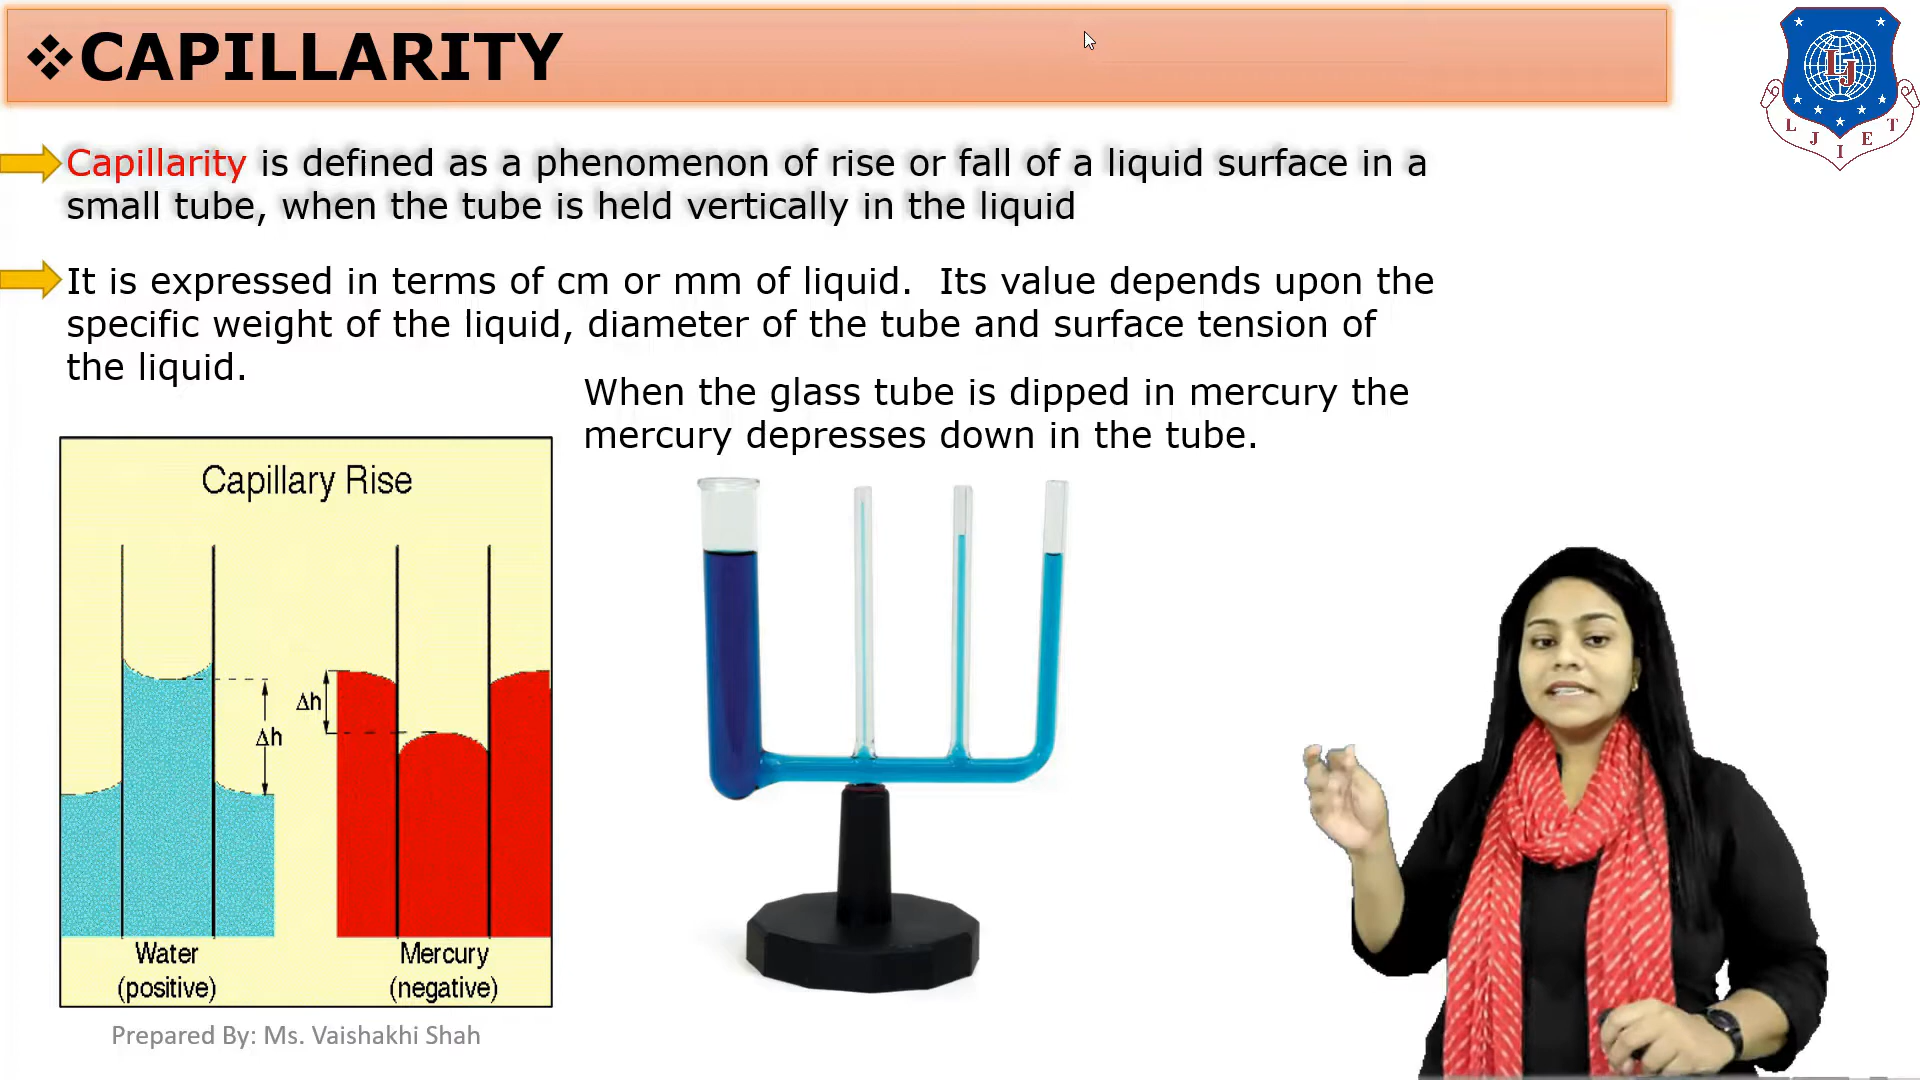 ❖CAPILLARITY
Capillarity is defined as a phenomenon of rise or fall of a liquid surface in a
small tube, when the tube is held vertically in the liquid
It is expressed in terms of cm or mm of liquid. Its value depends upon the
specific weight of the liquid, diameter of the tube and surface tension of
the liquid.
When the glass tube is dipped in mercury the
mercury depresses down in the tube.
Capillary Rise
Δh
Δh
Water
(positive)
Mercury
(negative)
Prepared By: Ms. Vaishakhi Shah
LJ
L J I E T